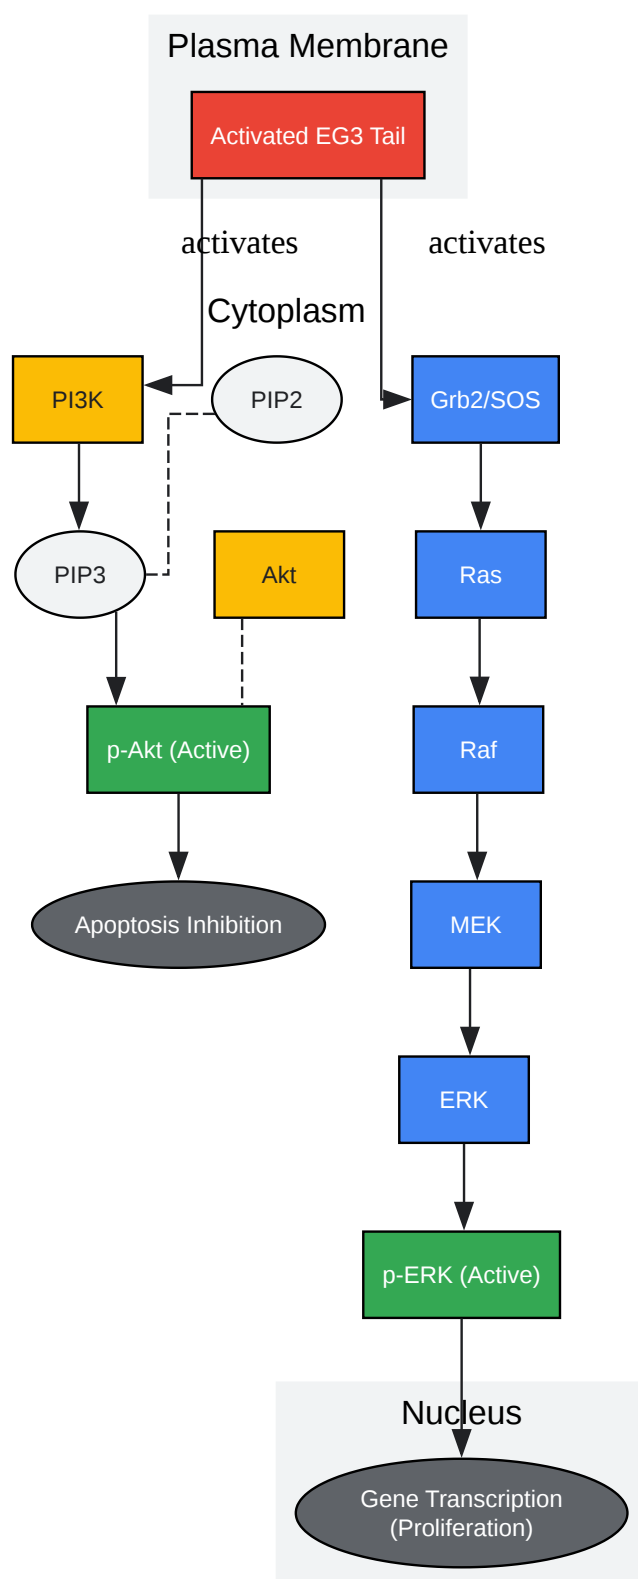 Plasma Membrane
Activated EG3 Tail
activates
activates
Cytoplasm
PI3K
PIP2
Grb2/SOS
PIP3
Akt
Ras
p-Akt (Active)
Raf
Apoptosis Inhibition
MEK
ERK
p-ERK (Active)
Nucleus
Gene Transcription
(Proliferation)